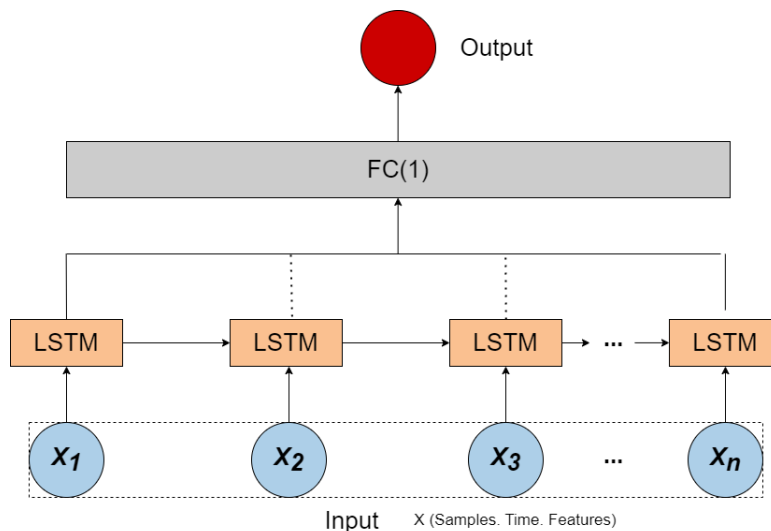 Output
FC(1)
LSTM LSTM LSTM ... LSTM
X1 X2 X3 ... Xn
Input X (Samples. Time. Features)